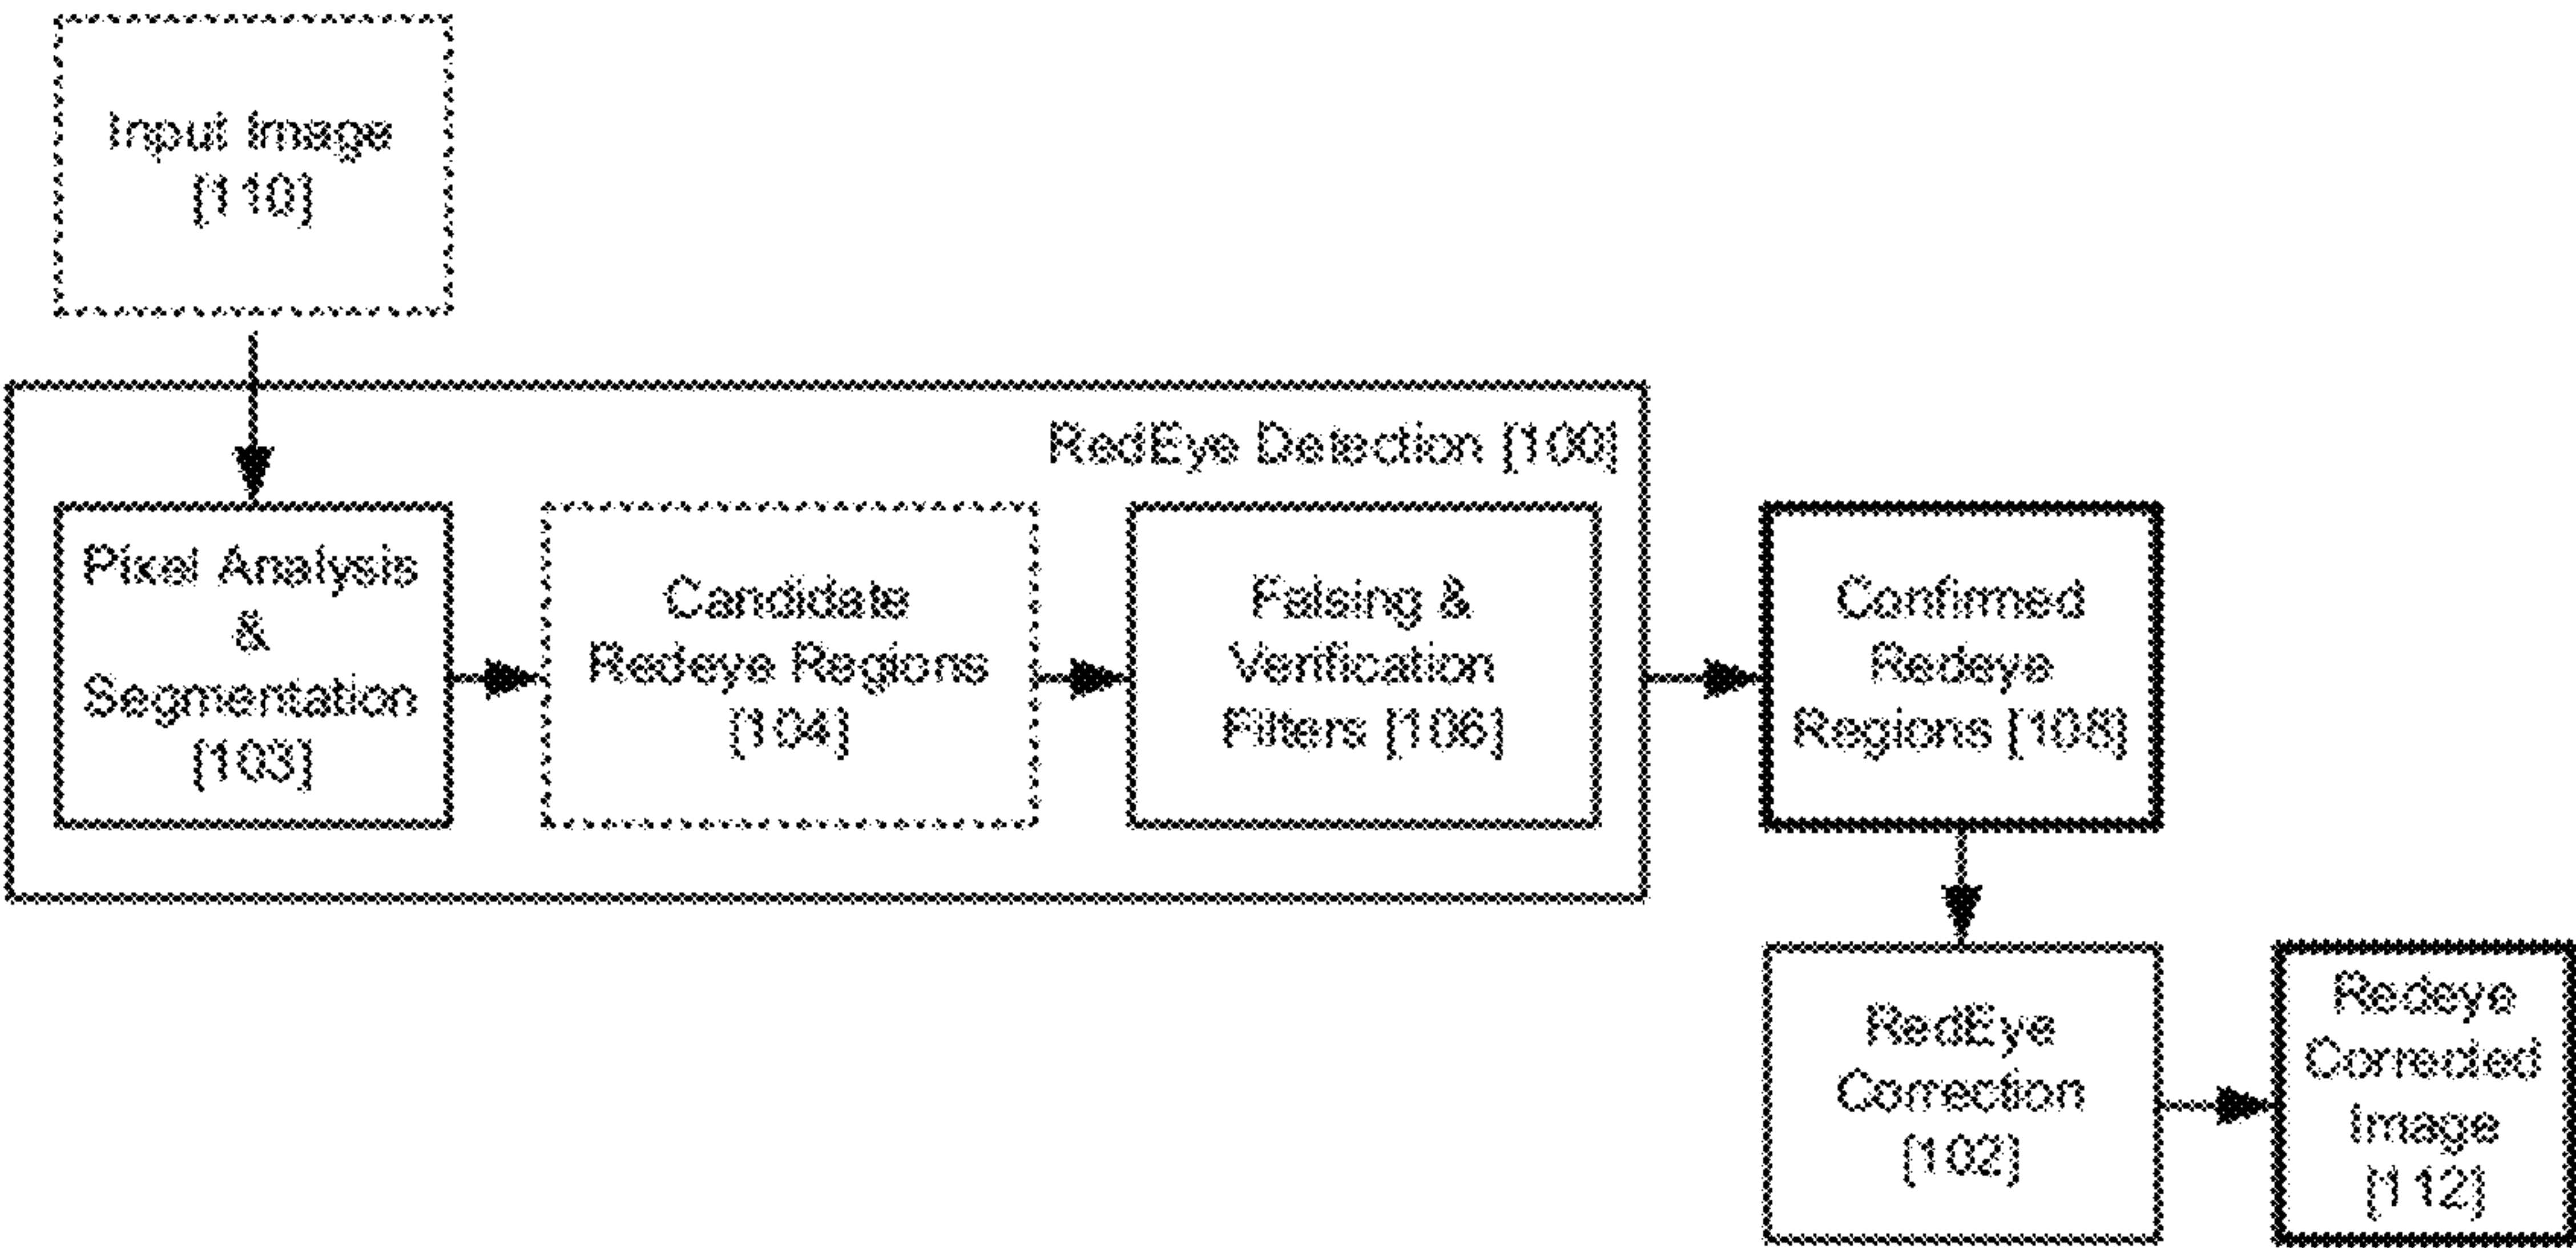 Input Image
[110]
RedEye Detection [100]
Pixel Analysis
&
Segmentation
[103]
Candidate
Redeye Regions
[104]
Falsing &
Verification
Filters [106]
Confirmed
Redeye
Regions [108]
RedEye
Correction
[102]
Redeye
Corrected
Image
[112]